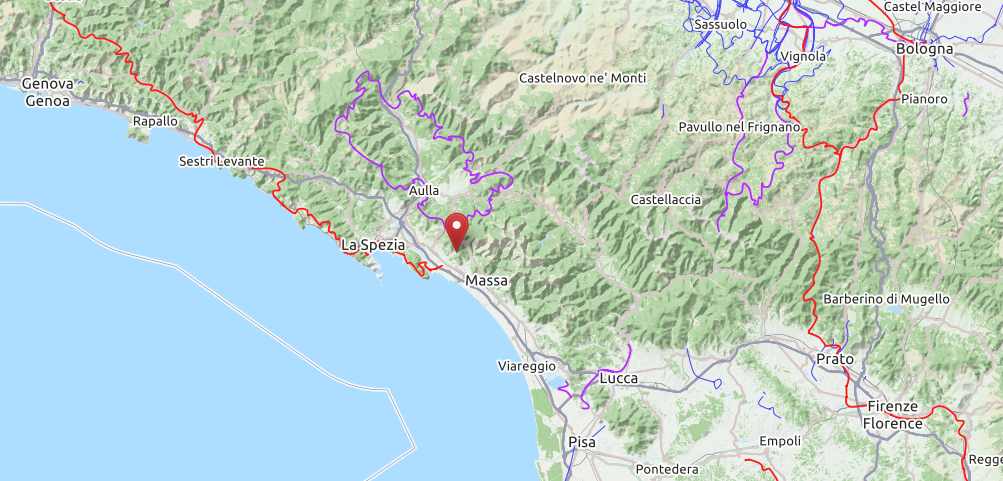 Castel Maggiore
Sassuolo
Bologna
Vignola
Castelnovo ne' Monti
Genova
Genoa
Pianoro
Rapallo
Pavullo nel Frignano
Sestri Levante
Aulla
Castellaccia
La Spezia
Massa
Barberino di Mugello
Prato
Viareggio
Lucca
Firenze
Florence
Pisa
Empoli
Pontedera
Regge